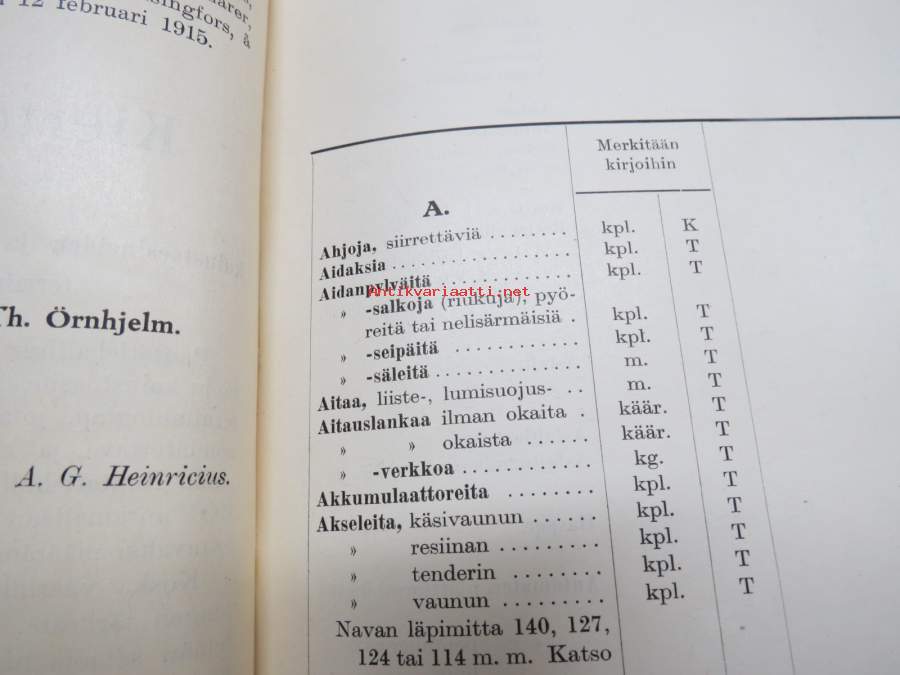 ingfors, å
12 februari 1915.
Th. Örnhjelm.
A. G. Heinricius.
Merkitään
kirjoihin
A.
Ahjoja, siirrettäviä ........ kpl. K
Aidaksia .................. kpl. T
Aidanpylväitä ............. kpl. T
Antikvariaatti.net
» -salkoja (riukuja), pyö-
reitä tai nelisärmäisiä . kpl. T
» -seipäitä ............ kpl. T
» -säleitä ............... m. T
Aitaa, liiste-, lumisuojus- .. m. T
Aitauslankaa ilman okaita . käär. T
» » okaista ...... käär. T
» -verkkoa ............ kg. T
Akkumulaattoreita ........ kpl. T
Akseleita, käsivaunun ...... kpl. T
» resiinan ......... kpl. T
» tenderin ........ kpl. T
» vaunun ......... kpl. T
Navan läpimitta 140, 127,
124 tai 114 m. m. Katso